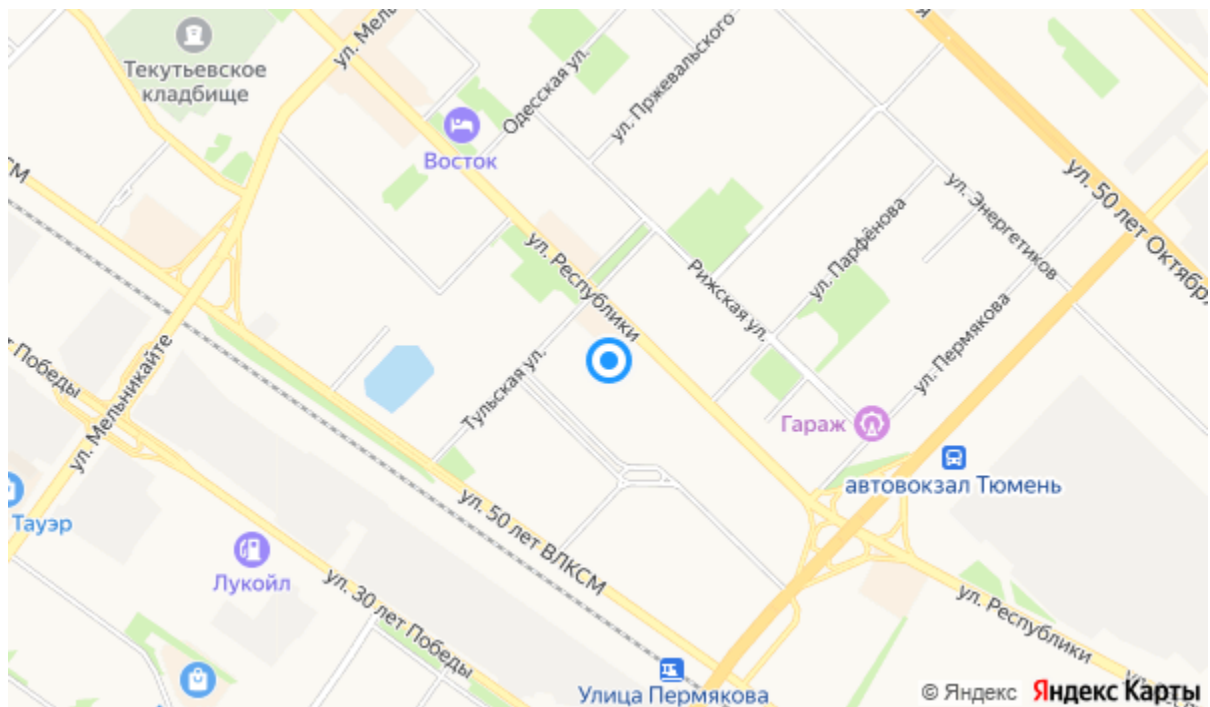 Текутьевское
кладбище
ул. Мель
Одесская ул.
ул. Пржевальского
Восток
ул. 50 лет Октябр
ул. Энергетиков
ул. Парфёнова
ул. Республики
Рижская ул.
ул. Пермякова
СМ
т Победы
ул. Мельникайте
Тульская ул.
Гараж
автовокзал Тюмень
Тауэр
Лукойл
ул. 50 лет ВЛКСМ
ул. 30 лет Победы
ул. Республики
Улица Пермякова
© Яндекс Яндекс Карты